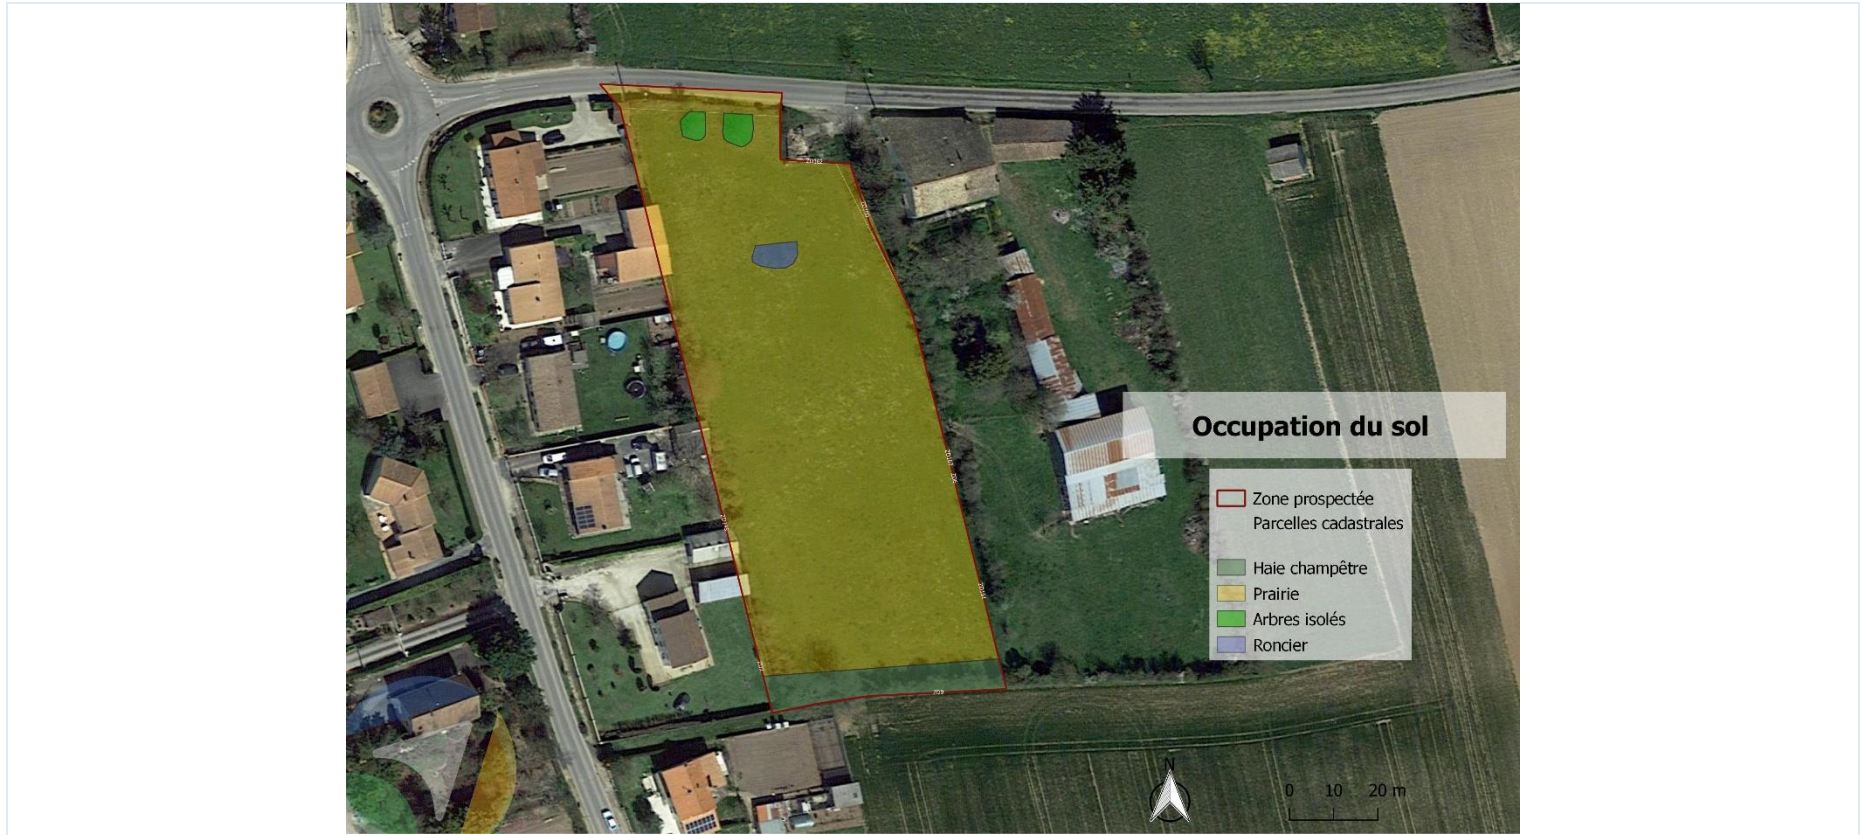 Occupation du sol
Zone prospectée
Parcelles cadastrales
Haie champêtre
Prairie
Arbres isolés
Roncier
N
0 10 20 m